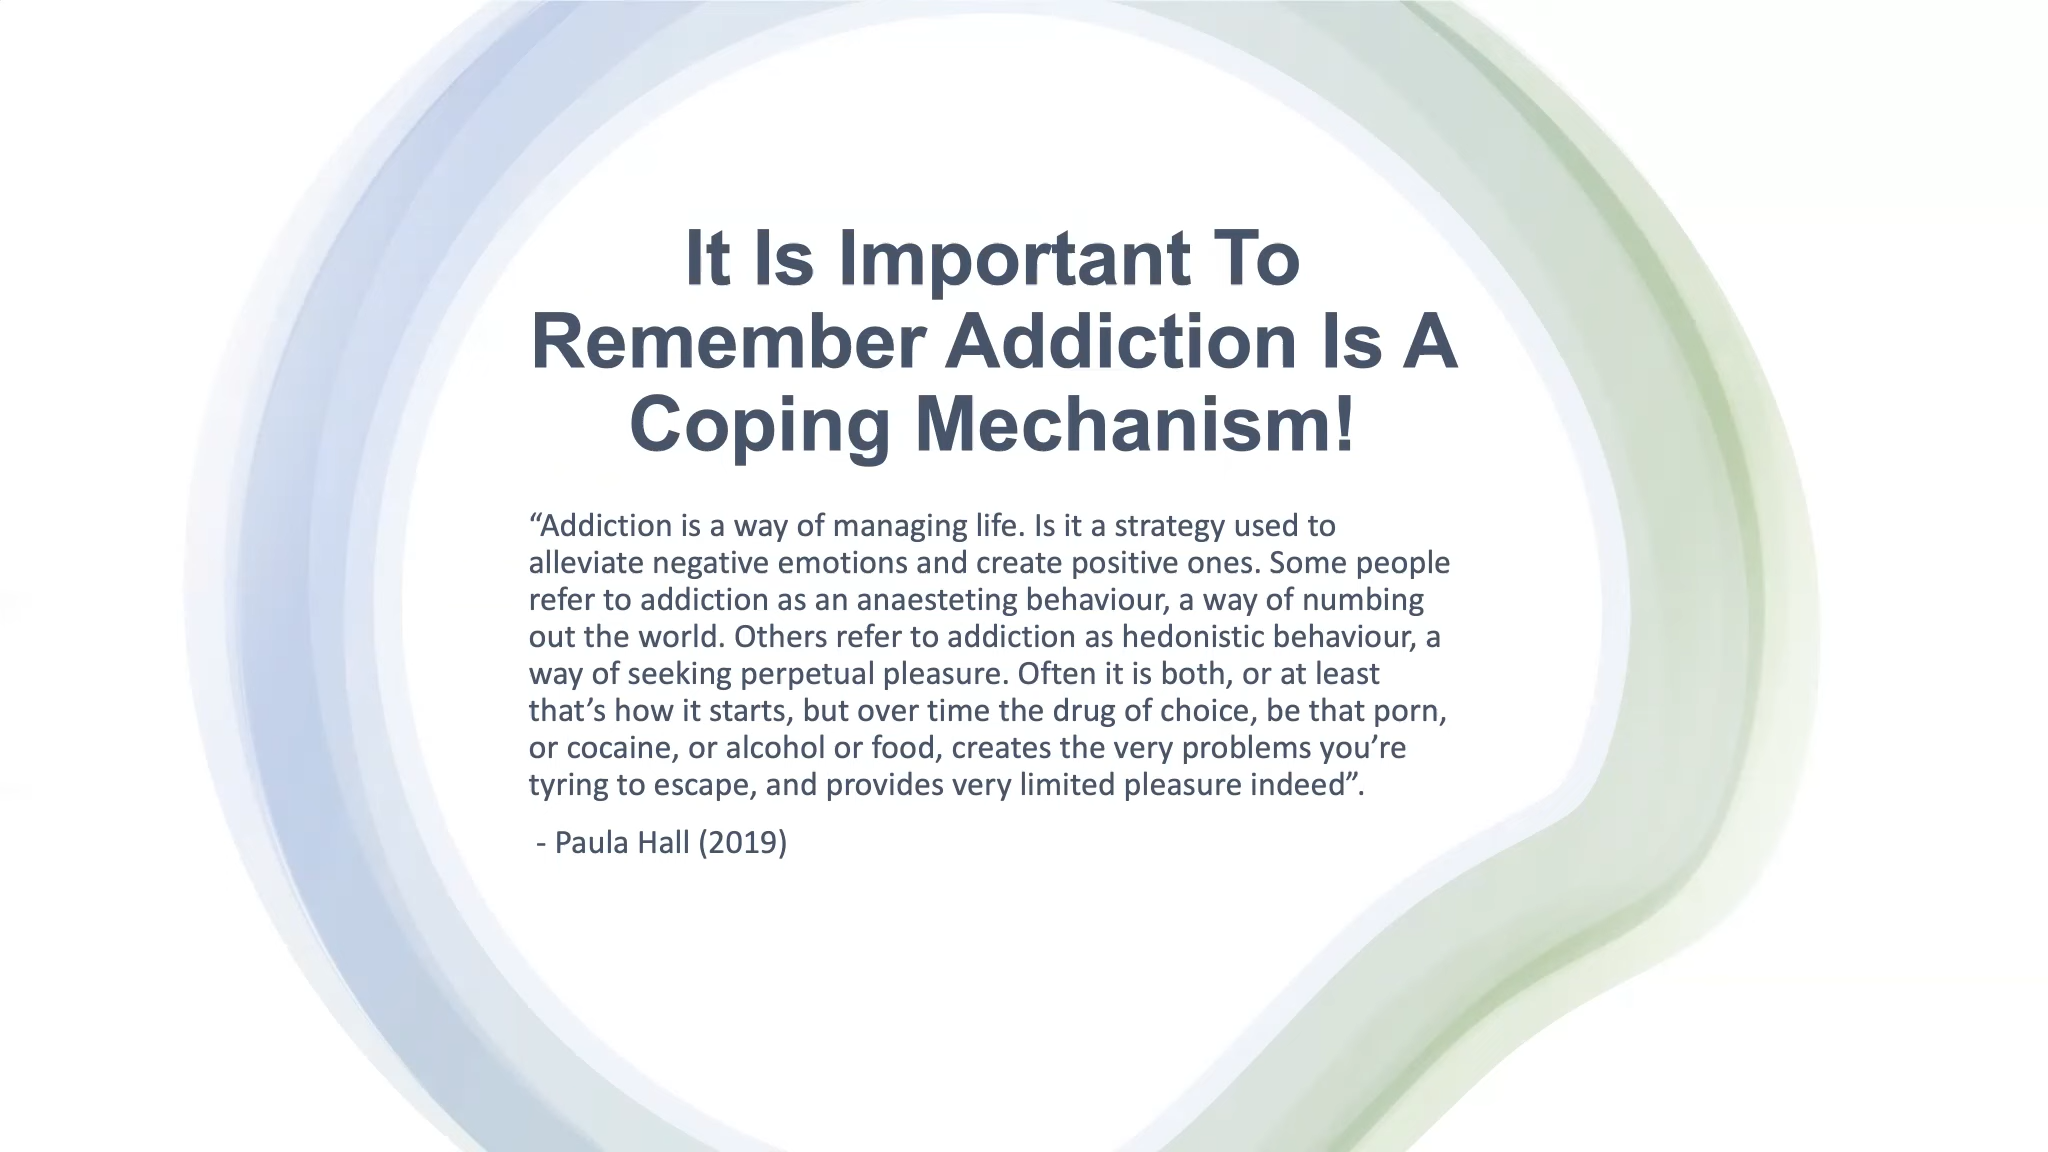 It Is Important To
Remember Addiction Is A
Coping Mechanism!
“Addiction is a way of managing life. Is it a strategy used to
alleviate negative emotions and create positive ones. Some people
refer to addiction as an anaesteting behaviour, a way of numbing
out the world. Others refer to addiction as hedonistic behaviour, a
way of seeking perpetual pleasure. Often it is both, or at least
that’s how it starts, but over time the drug of choice, be that porn,
or cocaine, or alcohol or food, creates the very problems you’re
tyring to escape, and provides very limited pleasure indeed”.
- Paula Hall (2019)